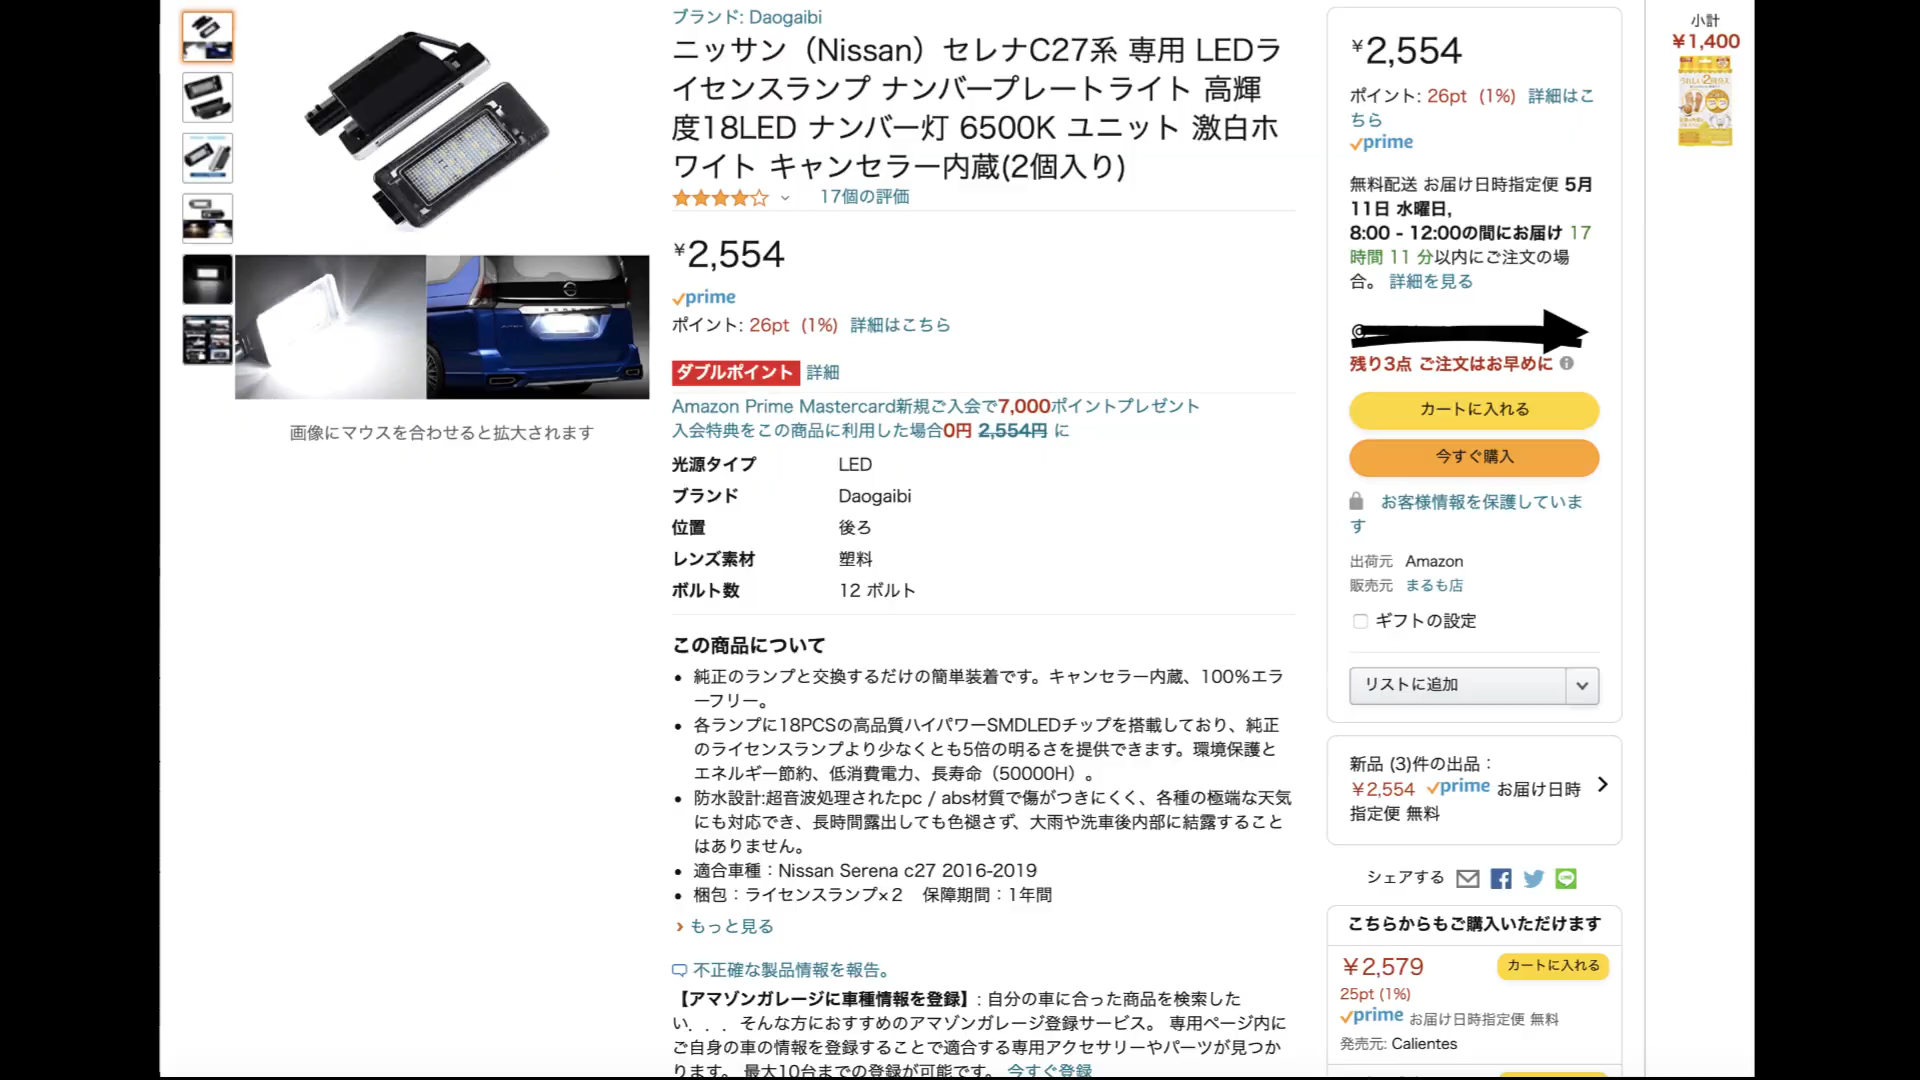 ブランド: Daogaibi
ニッサン（Nissan）セレナC27系 専用 LEDラ
イセンスランプ ナンバープレートライト 高輝
度18LED ナンバー灯 6500K ユニット 激白ホ
ワイト キャンセラー内蔵(2個入り)
17個の評価
¥2,554
prime
ポイント: 26pt (1%) 詳細はこちら
ダブルポイント 詳細
Amazon Prime Mastercard新規ご入会で7,000ポイントプレゼント
入会特典をこの商品に利用した場合0円 2,554円 に
光源タイプ LED
ブランド Daogaibi
位置 後ろ
レンズ素材 塑料
ボルト数 12 ボルト
この商品について
• 純正のランプと交換するだけの簡単装着です。キャンセラー内蔵、100%エラ
ーフリー。
• 各ランプに18PCSの高品質ハイパワーSMDLEDチップを搭載しており、純正
のライセンスランプより少なくとも5倍の明るさを提供できます。環境保護と
エネルギー節約、低消費電力、長寿命（50000H）。
• 防水設計:超音波処理されたpc / abs材質で傷がつきにくく、各種の極端な天気
にも対応でき、長時間露出しても色褪さず、大雨や洗車後内部に結露すること
はありません。
• 適合車種：Nissan Serena c27 2016-2019
• 梱包：ライセンスランプ×2　保障期間：1年間
› もっと見る
不正確な製品情報を報告。
【アマゾンガレージに車種情報を登録】: 自分の車に合った商品を検索した
い．．． そんな方におすすめのアマゾンガレージ登録サービス。 専用ページ内に
ご自身の車の情報を登録することで適合する専用アクセサリーやパーツが見つか
ります。 最大10台までの登録が可能です。 今すぐ登録
画像にマウスを合わせると拡大されます
¥2,554
ポイント: 26pt (1%) 詳細はこ
ちら
prime
無料配送 お届け日時指定便 5月
11日 水曜日,
8:00 - 12:00の間にお届け 17
時間 11 分以内にご注文の場
合。 詳細を見る
残り3点 ご注文はお早めに
カートに入れる
今すぐ購入
お客様情報を保護していま
す
出荷元 Amazon
販売元 まるも店
ギフトの設定
リストに追加
新品 (3)件の出品：
￥2,554 prime お届け日時
指定便 無料
シェアする
こちらからもご購入いただけます
￥2,579 カートに入れる
25pt (1%)
prime お届け日時指定便 無料
発売元: Calientes
小計
￥1,400